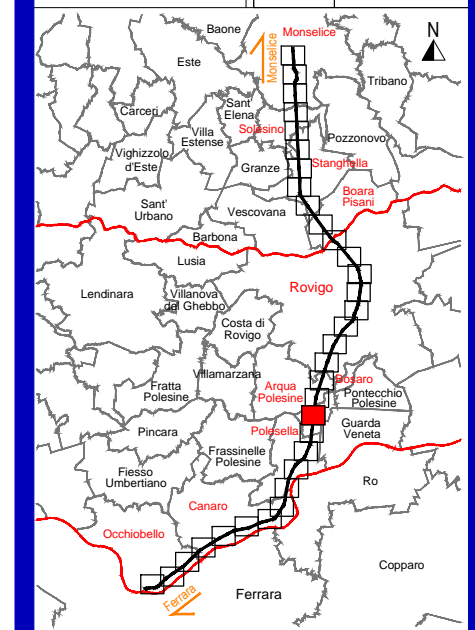 Baone
Monselice
N
Monselice
Este
Tribano
Carceri
Sant'
Elena
Solesino
Villa
Estense
Pozzonovo
Vighizzolo
d'Este
Granze
Stanghella
Boara
Pisani
Sant'
Urbano
Vescovana
Barbona
Lusia
Rovigo
Lendinara
Villanova
del Ghebbo
Costa di
Rovigo
Villamarzana
Fratta
Polesine
Arqua
Polesine
Bosaro
Pontecchio
Polesine
Pincara
Polesella
Guarda
Veneta
Frassinelle
Polesine
Fiesso
Umbertiano
Ro
Canaro
Occhiobello
Copparo
Ferrara
Ferrara